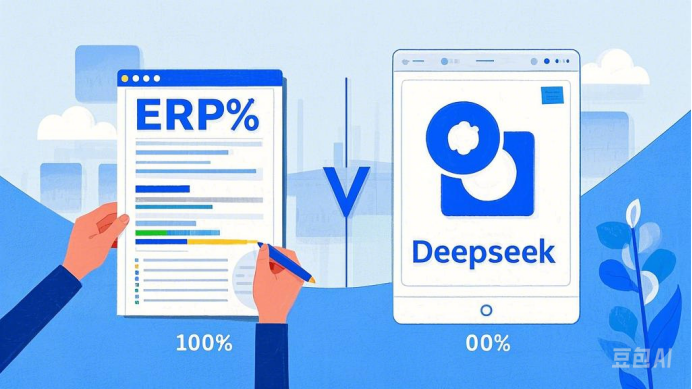 ERP%
V
Deepseek
100%
00%
豆包AI